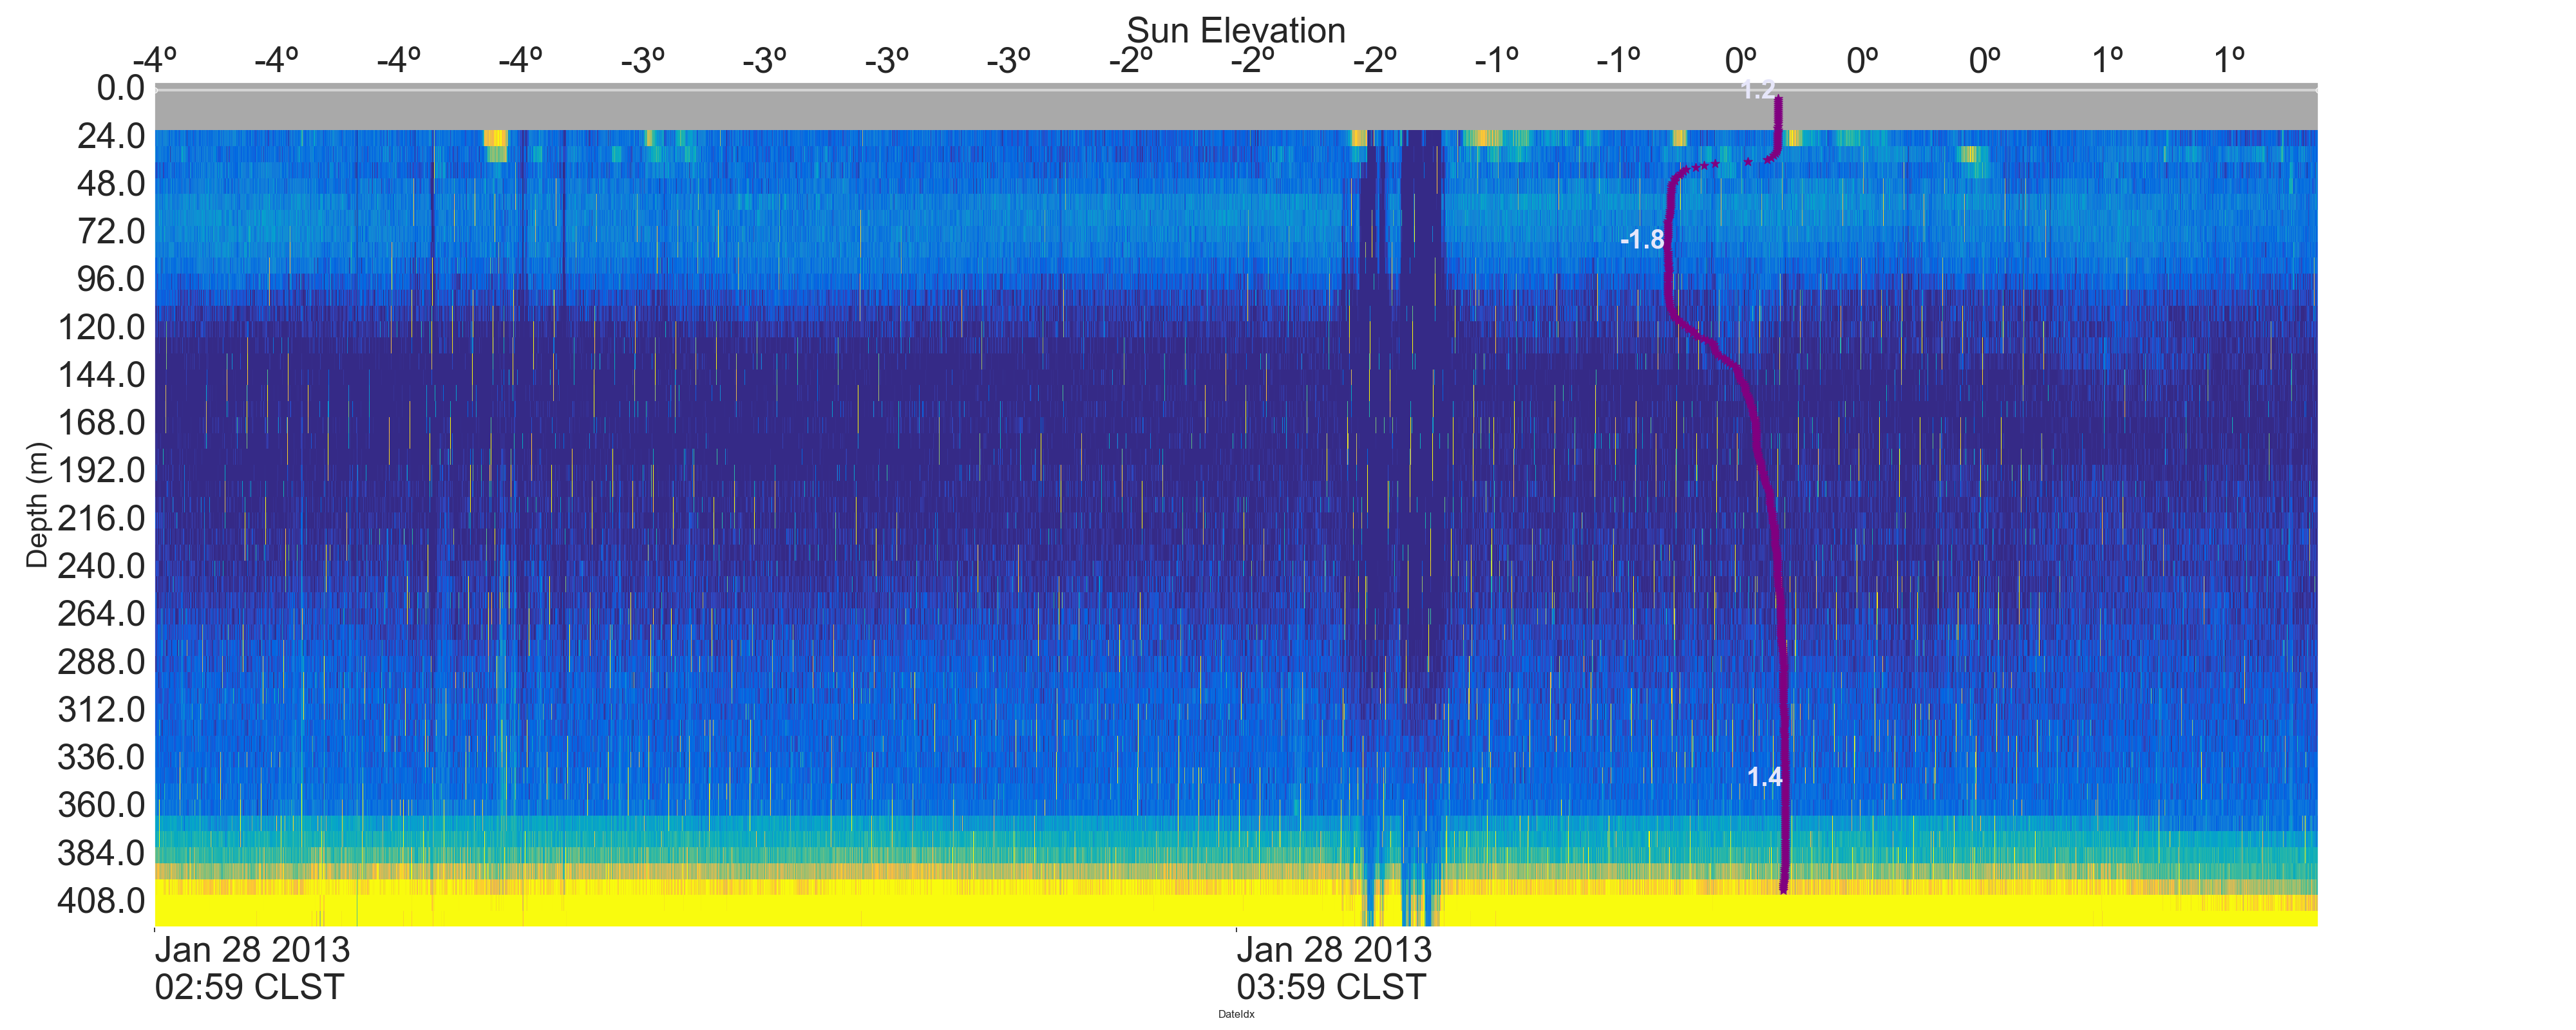 Sun Elevation
-4º -4º -4º -4º -3º -3º -3º -3º -2º -2º -2º -1º -1º 0º 0º 0º 1º 1º
0.0
24.0
48.0
72.0
96.0
120.0
144.0
168.0
192.0
216.0
240.0
264.0
288.0
312.0
336.0
360.0
384.0
408.0
Depth (m)
1.2
-1.8
1.4
Jan 28 2013
02:59 CLST
Jan 28 2013
03:59 CLST
DateIdx